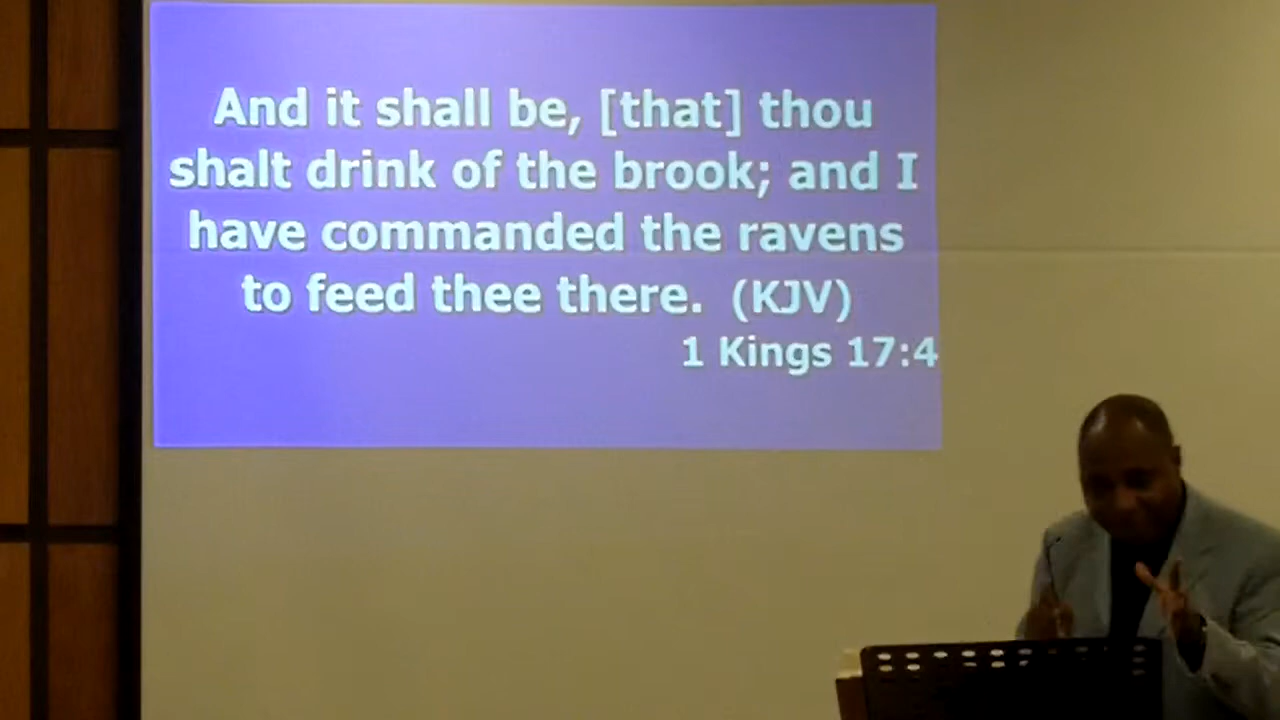 And it shall be, [that] thou
shalt drink of the brook; and I
have commanded the ravens
to feed thee there. (KJV)
1 Kings 17:4